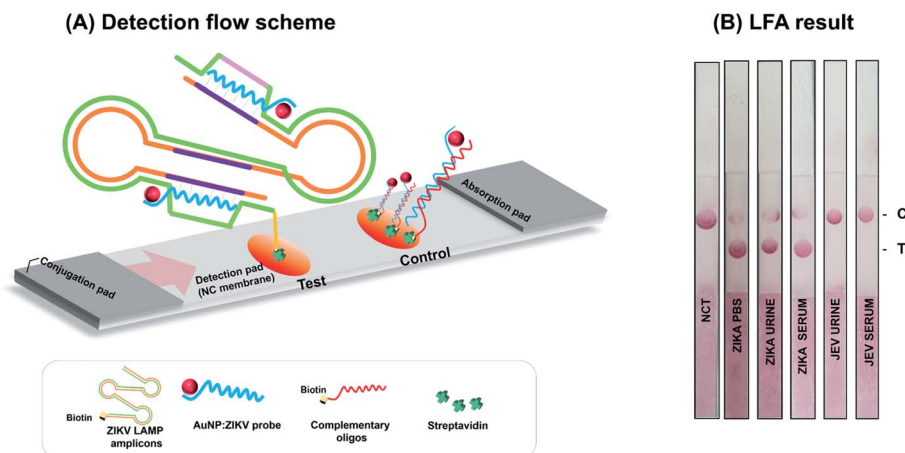 (A) Detection flow scheme
Conjugation pad
Detection pad
(NC membrane)
Test
Control
Absorption pad
Biotin
ZIKV LAMP
amplicons
AuNP:ZIKV probe
Biotin
Complementary
oligos
Streptavidin
(B) LFA result
- C
- T
NCT
ZIKA PBS
ZIKA URINE
ZIKA SERUM
JEV URINE
JEV SERUM